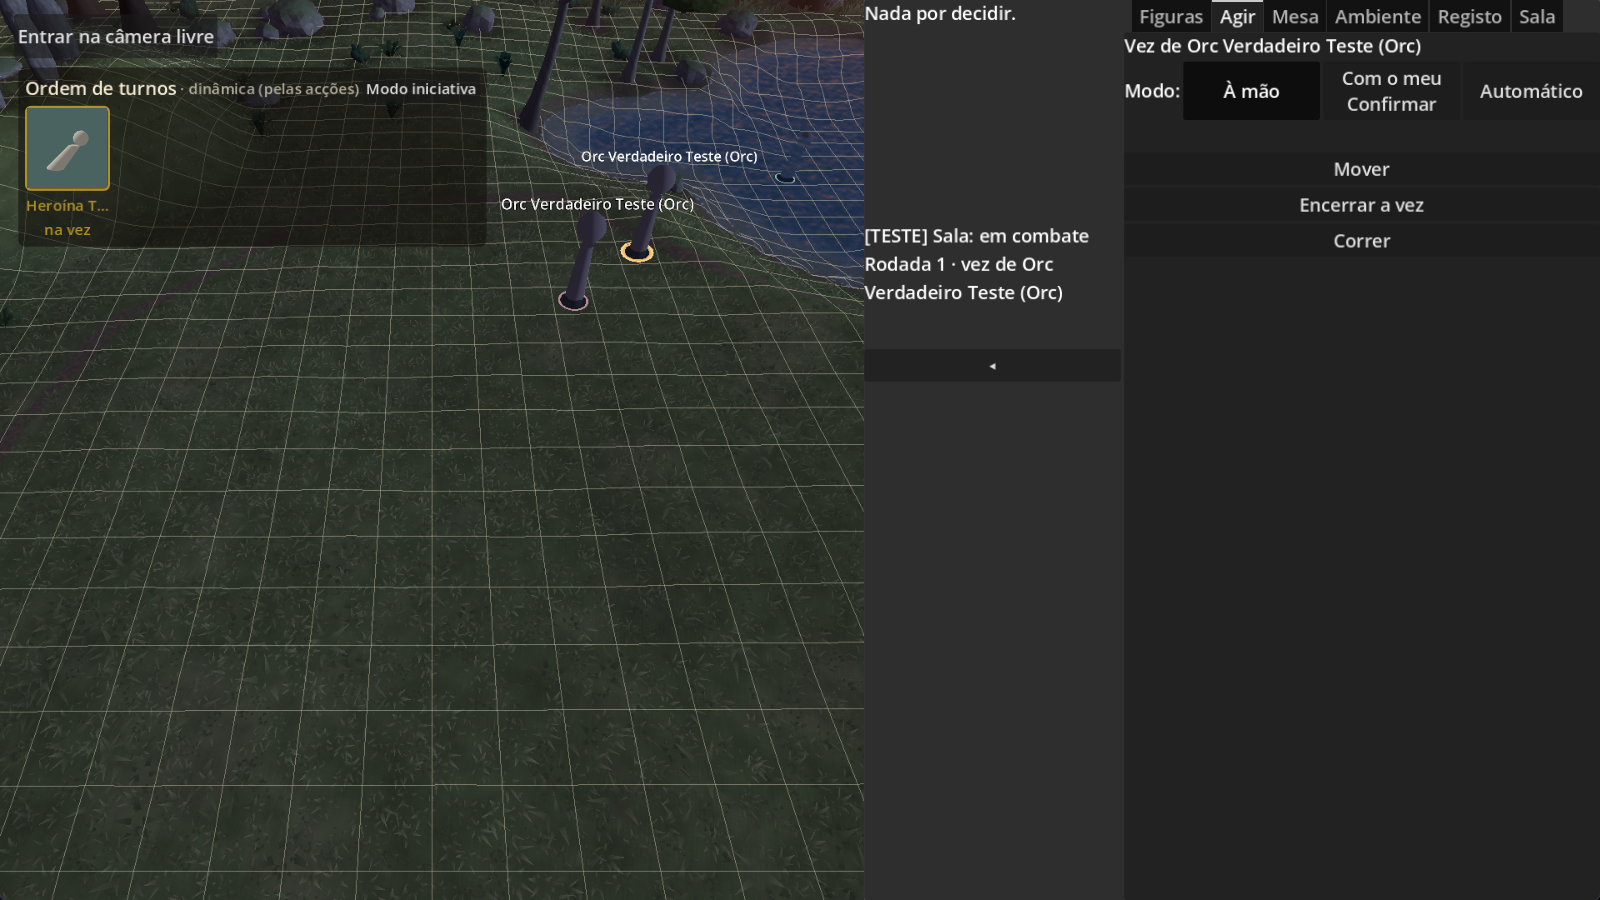 Entrar na câmera livre
Ordem de turnos · dinâmica (pelas acções) Modo iniciativa
Heroína T...
na vez
Orc Verdadeiro Teste (Orc)
Orc Verdadeiro Teste (Orc)
Nada por decidir.
[TESTE] Sala: em combate
Rodada 1 · vez de Orc
Verdadeiro Teste (Orc)
Figuras Agir Mesa Ambiente Registo Sala
Vez de Orc Verdadeiro Teste (Orc)
Modo: À mão
Com o meu
Confirmar
Automático
Mover
Encerrar a vez
Correr